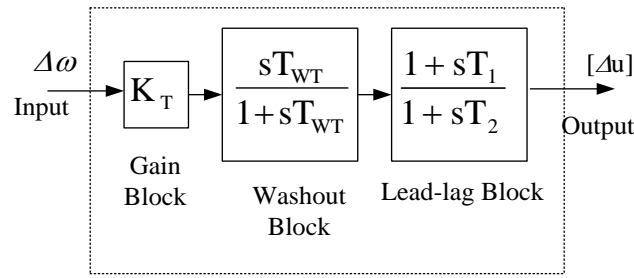 Δω
Input
K_T
sT_WT
1+sT_WT
1+sT_1
1+sT_2
[Δu]
Output
Gain
Block
Washout
Block
Lead-lag Block